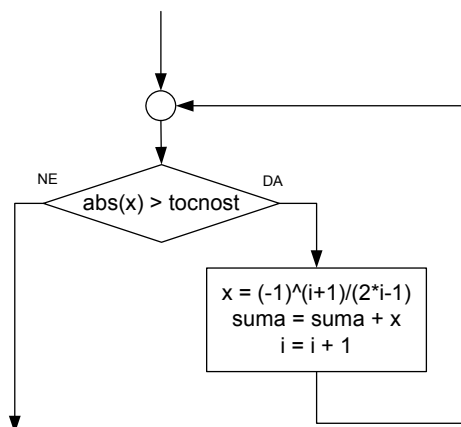 NE
DA
abs(x) > tocnost
x = (-1)^(i+1)/(2*i-1)
suma = suma + x
i = i + 1